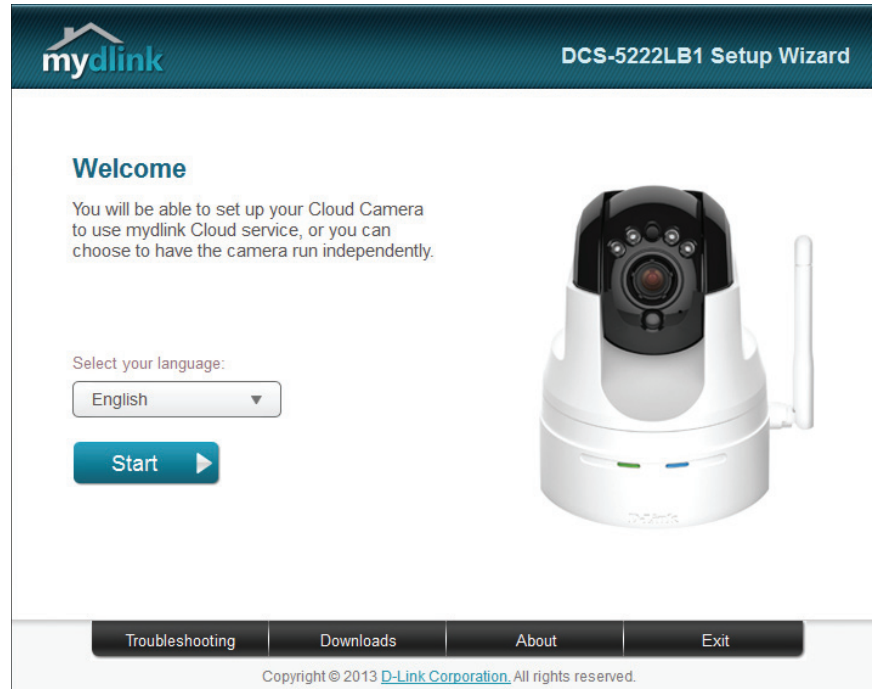 mydlink
DCS-5222LB1 Setup Wizard
Welcome
You will be able to set up your Cloud Camera
to use mydlink Cloud service, or you can
choose to have the camera run independently.
Select your language:
English
Start
D-Link
Troubleshooting Downloads About Exit
Copyright © 2013 D-Link Corporation. All rights reserved.